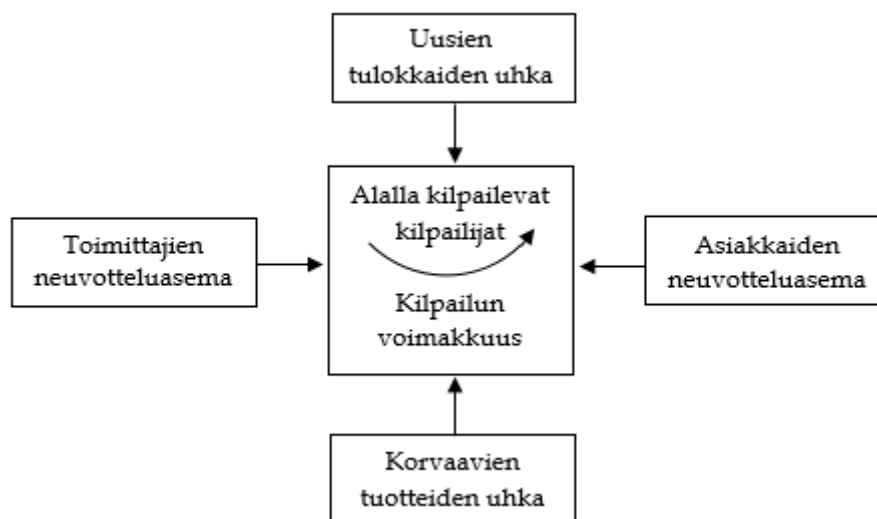 Uusien
tulokkaiden uhka
Alalla kilpailevat
kilpailijat
Toimittajien
neuvotteluasema
Asiakkaiden
neuvotteluasema
Kilpailun
voimakkuus
Korvaavien
tuotteiden uhka